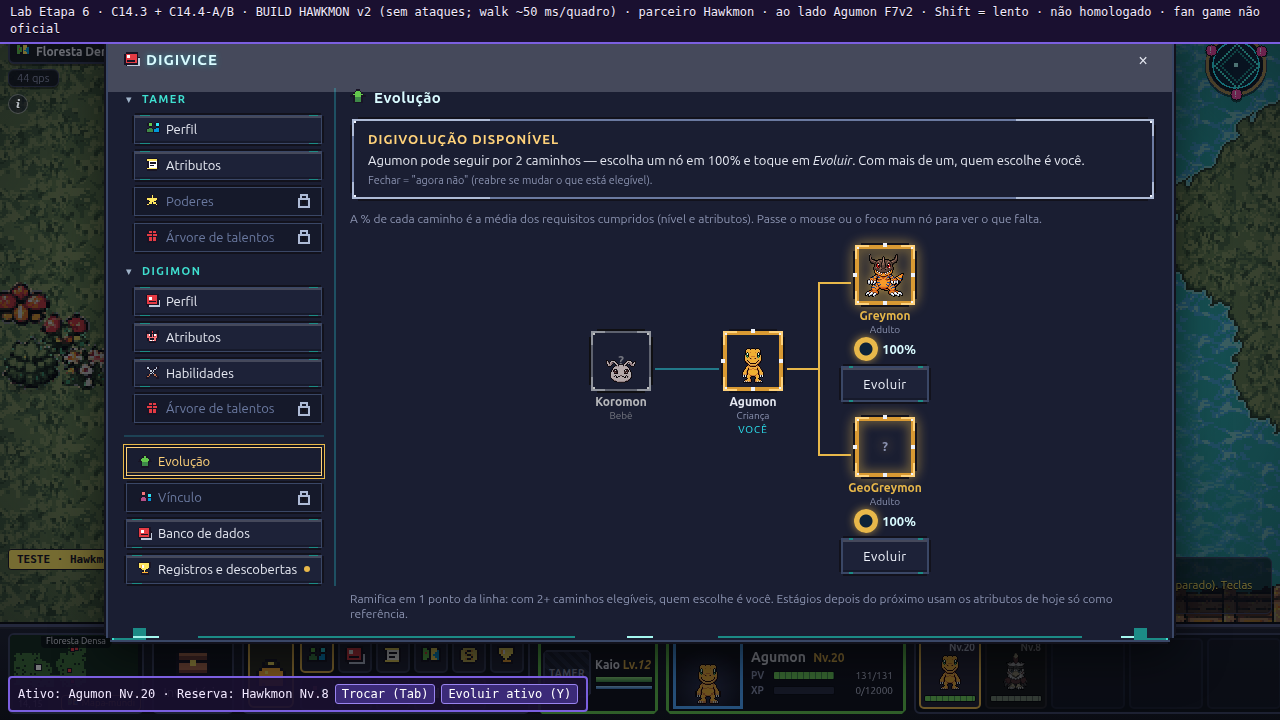 Lab Etapa 6 · C14.3 + C14.4-A/B · BUILD HAWKMON v2 (sem ataques; walk ~50 ms/quadro) · parceiro Hawkmon · ao lado Agumon F7v2 · Shift = lento · não homologado · fan game não
oficial
Floresta Den
44 qps
i
DIGIVICE
×
TAMER
Perfil
Atributos
Poderes
Árvore de talentos
DIGIMON
Perfil
Atributos
Habilidades
Árvore de talentos
Evolução
Vínculo
Banco de dados
Registros e descobertas
Evolução
DIGIVOLUÇÃO DISPONÍVEL
Agumon pode seguir por 2 caminhos — escolha um nó em 100% e toque em Evoluir. Com mais de um, quem escolhe é você.
Fechar = "agora não" (reabre se mudar o que está elegível).
A % de cada caminho é a média dos requisitos cumpridos (nível e atributos). Passe o mouse ou o foco num nó para ver o que falta.
Greymon
Adulto
100%
Evoluir
?
Koromon
Bebê
Agumon
Criança
VOCÊ
?
GeoGreymon
Adulto
100%
Evoluir
Ramifica em 1 ponto da linha: com 2+ caminhos elegíveis, quem escolhe é você. Estágios depois do próximo usam os atributos de hoje só como
referência.
TESTE · Hawkm
parado). Teclas
Floresta Densa
TAMER
Kaio Lv.12
Agumon Nv.20
PV 131/131
XP 0/12000
Nv.20
Nv.8
Ativo: Agumon Nv.20 · Reserva: Hawkmon Nv.8 Trocar (Tab) Evoluir ativo (Y)